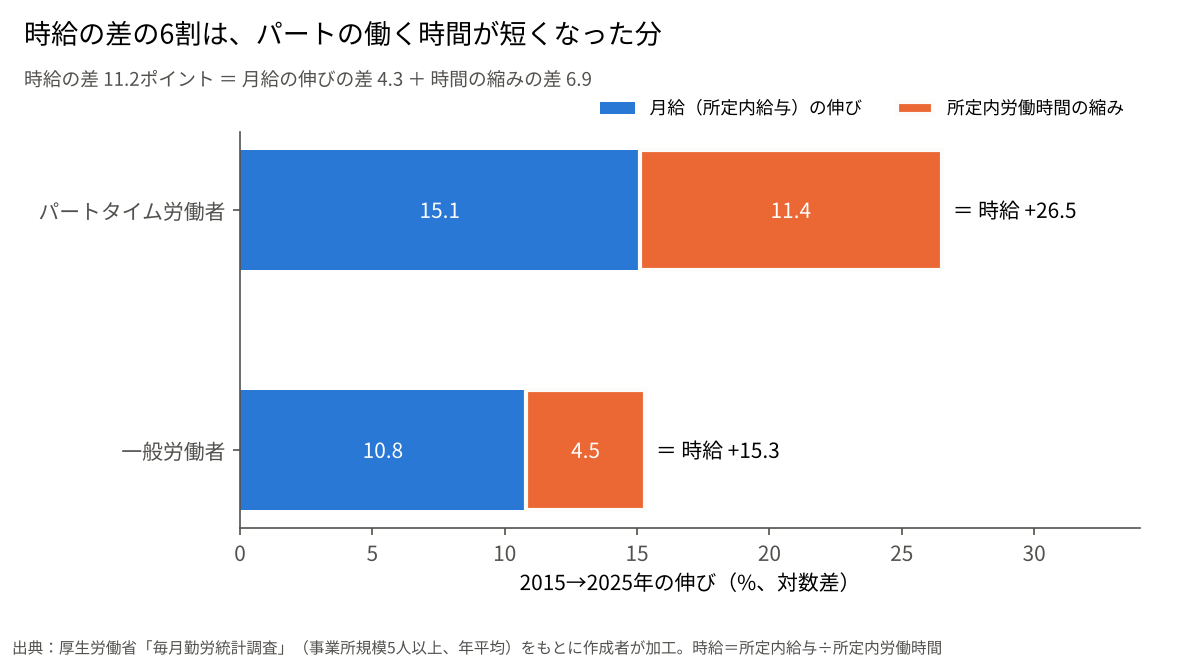 時給の差の6割は、パートの働く時間が短くなった分
時給の差 11.2ポイント ＝ 月給の伸びの差 4.3 ＋ 時間の縮みの差 6.9
月給（所定内給与）の伸び 所定内労働時間の縮み
パートタイム労働者 15.1 11.4 ＝ 時給 +26.5
一般労働者 10.8 4.5 ＝ 時給 +15.3
0 5 10 15 20 25 30
2015→2025年の伸び（%、対数差）
出典：厚生労働省「毎月勤労統計調査」（事業所規模5人以上、年平均）をもとに作成者が加工。時給＝所定内給与÷所定内労働時間